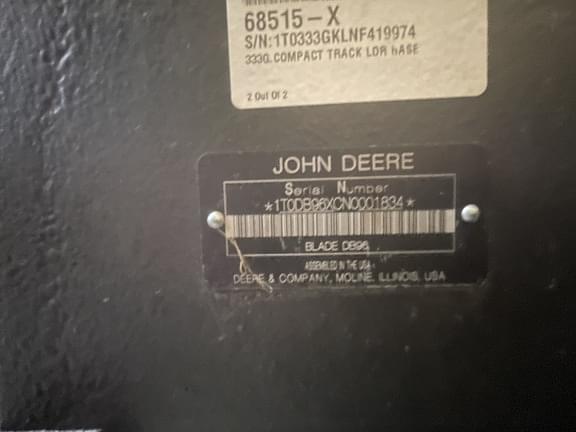 68515-X
S/N:1T0333GKLNF419974
333G COMPACT TRACK LDR BASE
2 Out Of 2
JOHN DEERE
Serial Number
*1T0DB96XCN0001834*
BLADE DB96
ASSEMBLED IN THE USA
DEERE & COMPANY, MOLINE, ILLINOIS, USA